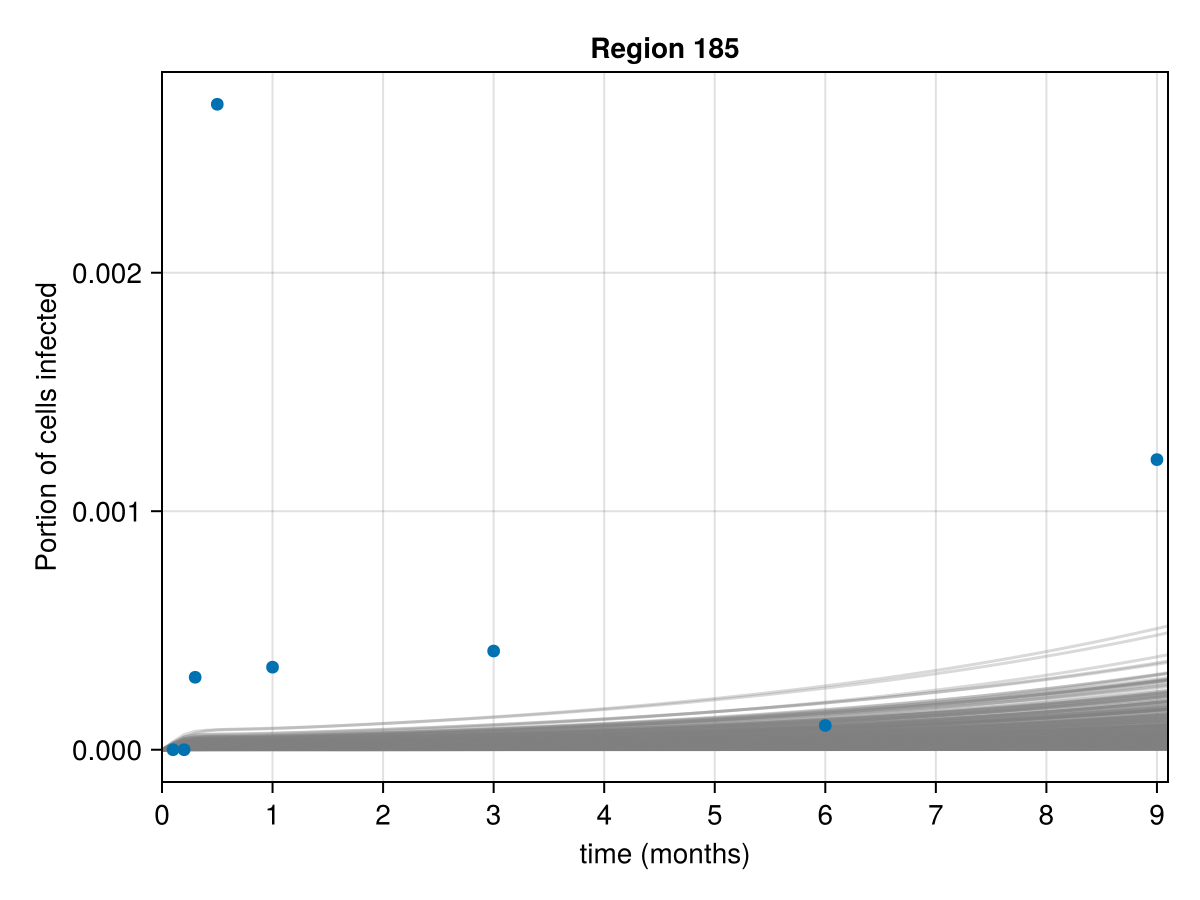 Region 185
Portion of cells infected
0.002
0.001
0.000
0 1 2 3 4 5 6 7 8 9
time (months)